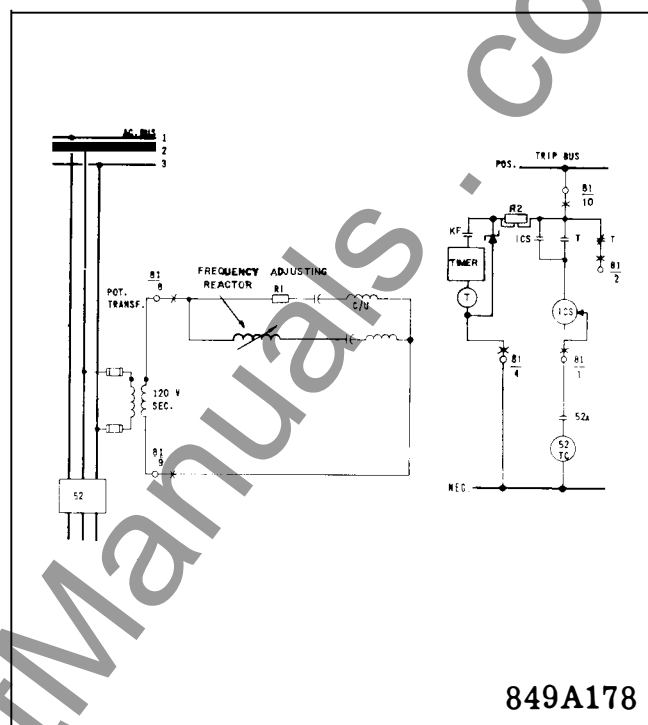 AC. BUS
1
2
3
POS.
TRIP BUS
81
10
R2
KF
ICS
T
T
TIMER
81
2
T
ICS
FREQUENCY ADJUSTING
REACTOR
81
8
R1
POT.
TRANSF.
C/U
120 V
SEC.
81
4
81
1
52a
52
TC
81
9
52
NEG.
Manuals.co
849A178